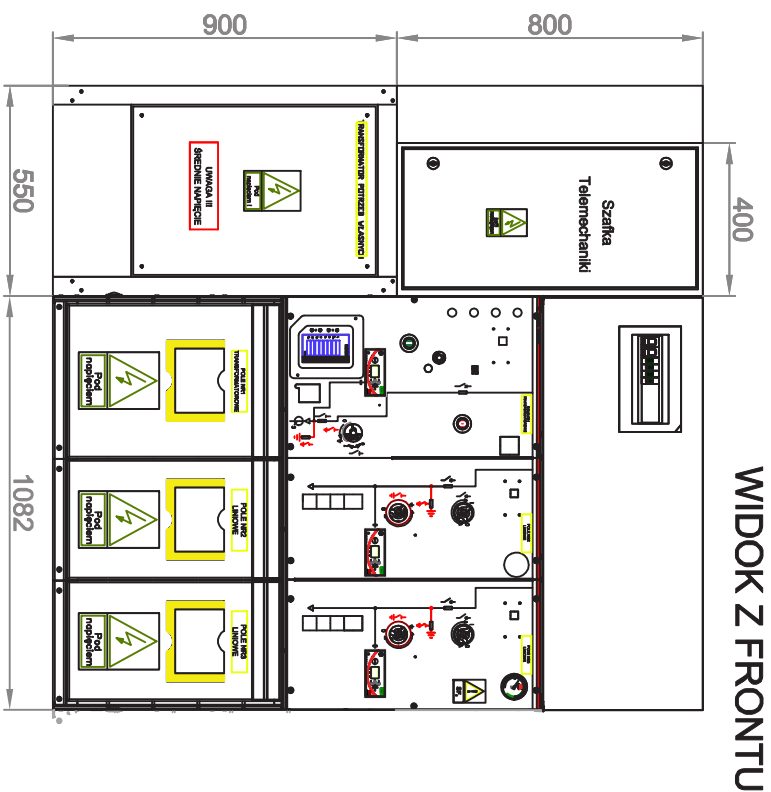 WIDOK Z FRONTU
800
900
400
550
1082
Szafka
Telemechaniki
TRANSFORMATOR POTRZEB WŁASNYCH
UWAGA !!!
ŚREDNIE NAPIĘCIE
Pod
napięciem !
POLE NR1
TRANSFORMATOROWE
Pod
napięciem
POLE NR2
LINIOWE
Pod
napięciem
POLE NR3
LINIOWE
Pod
napięciem